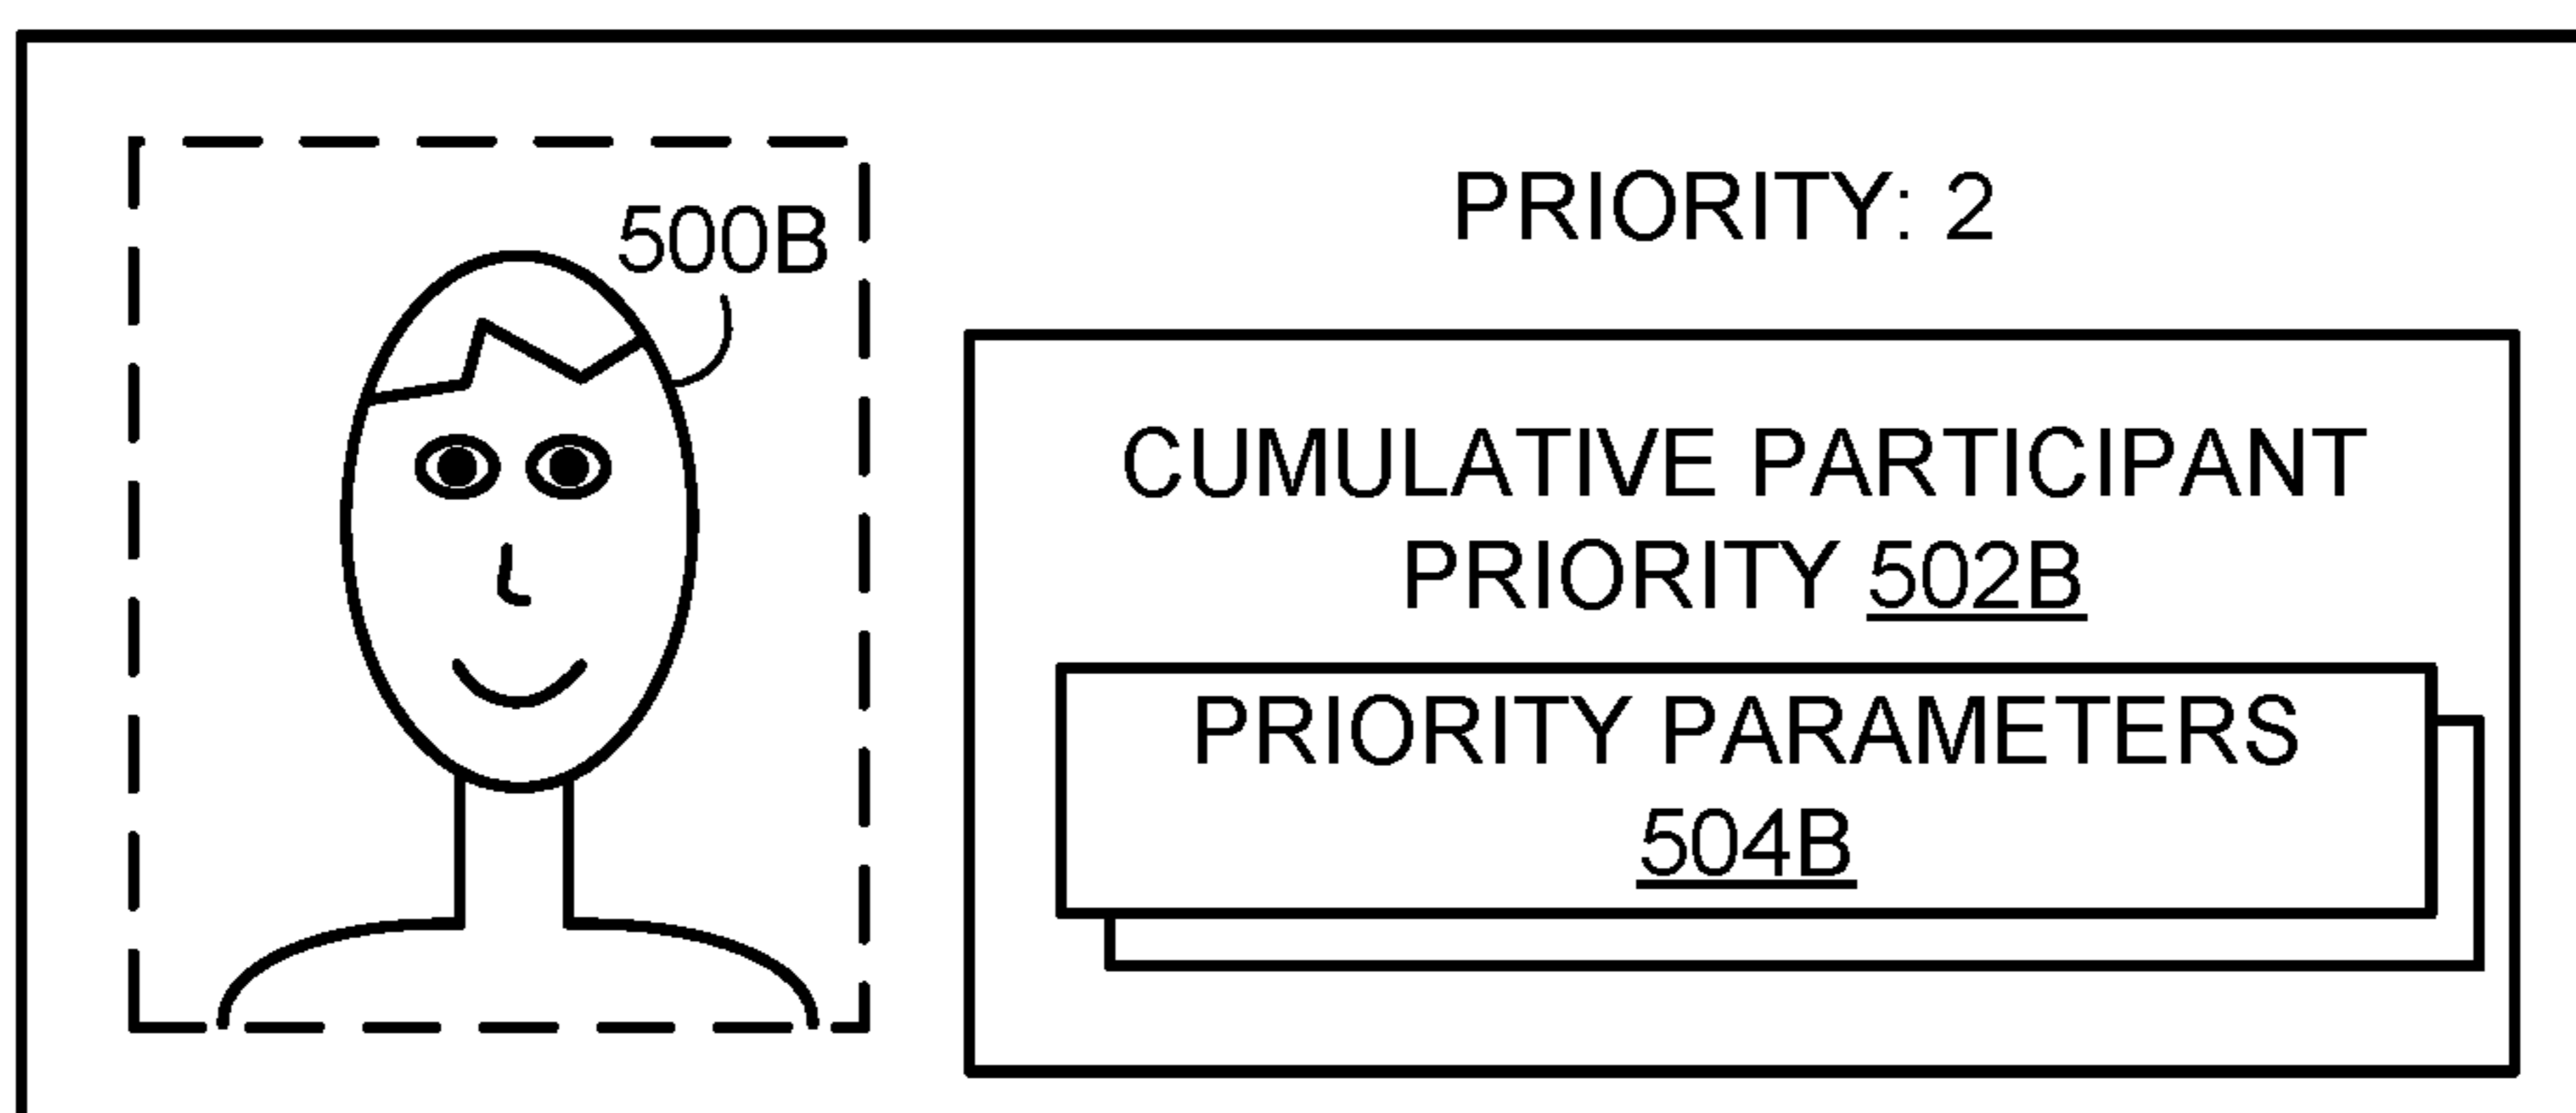 500B
PRIORITY: 2
CUMULATIVE PARTICIPANT
PRIORITY 502B
PRIORITY PARAMETERS
504B